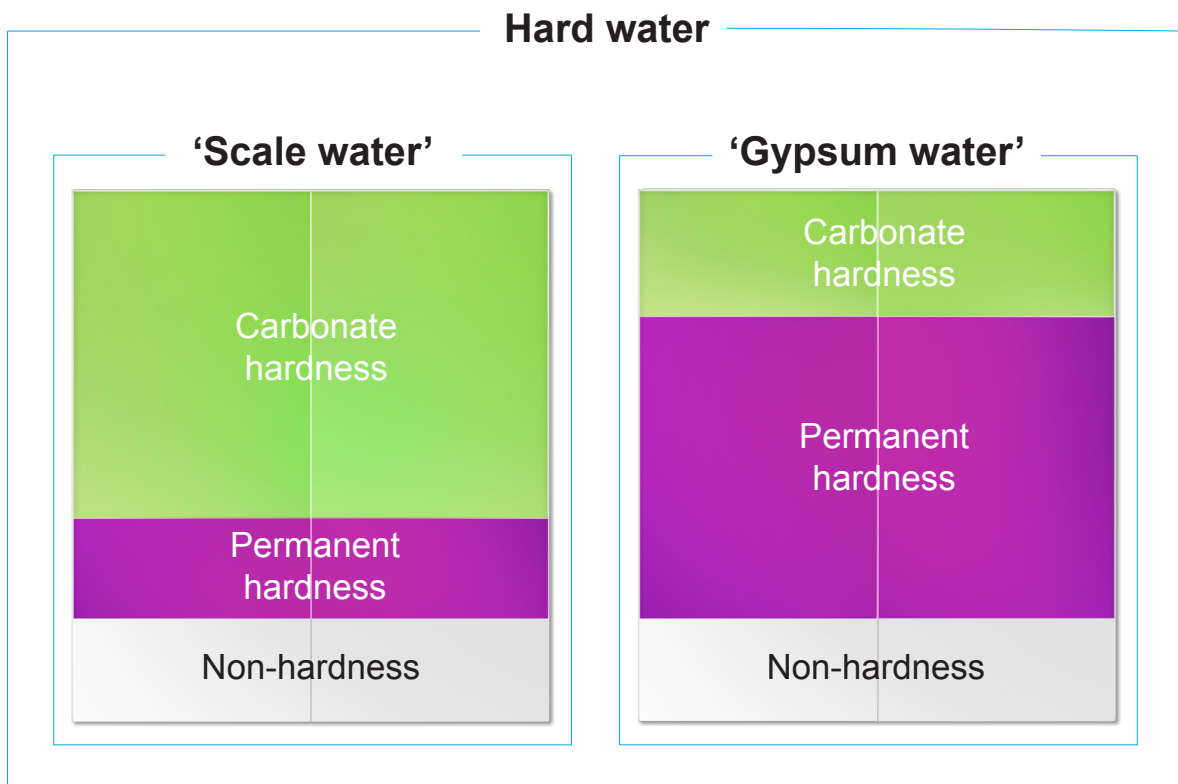 Hard water
‘Scale water’
Carbonate
hardness
Permanent
hardness
Non-hardness
‘Gypsum water’
Carbonate
hardness
Permanent
hardness
Non-hardness